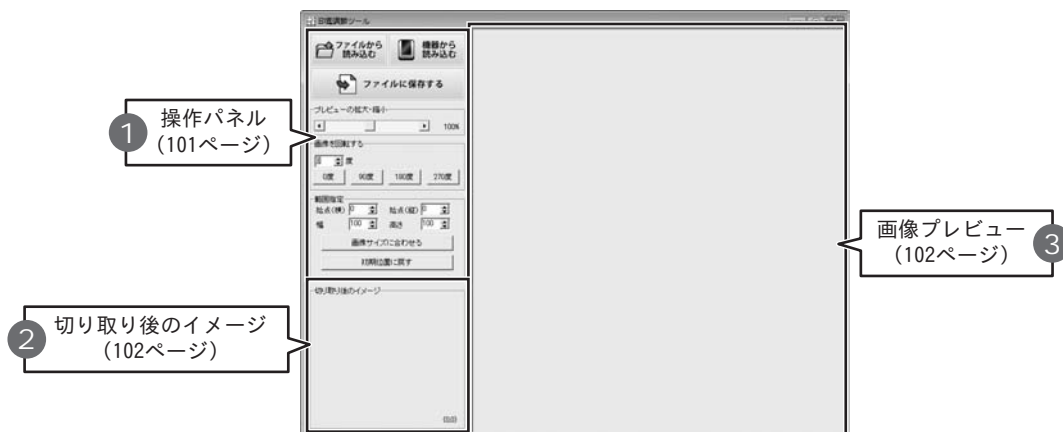 印鑑調節ツール
ファイルから
読み込む
機器から
読み込む
ファイルに保存する
プレビューの拡大・縮小
100%
画像を回転する
0 度
0度 90度 180度 270度
範囲指定
始点(横) 0 始点(縦) 0
幅 100 高さ 100
画像サイズに合わせる
初期位置に戻す
切り取り後のイメージ
(0,0)
1 操作パネル
(101ページ)
2 切り取り後のイメージ
(102ページ)
画像プレビュー 3
(102ページ)